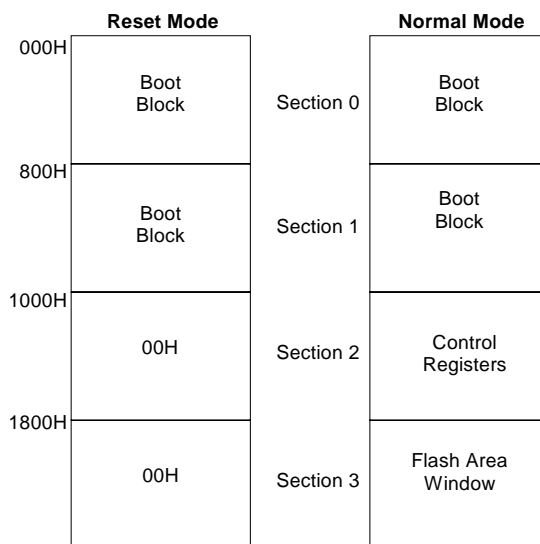 Reset Mode
Normal Mode
000H
Boot
Block
Section 0
Boot
Block
800H
Boot
Block
Section 1
Boot
Block
1000H
00H
Section 2
Control
Registers
1800H
00H
Section 3
Flash Area
Window